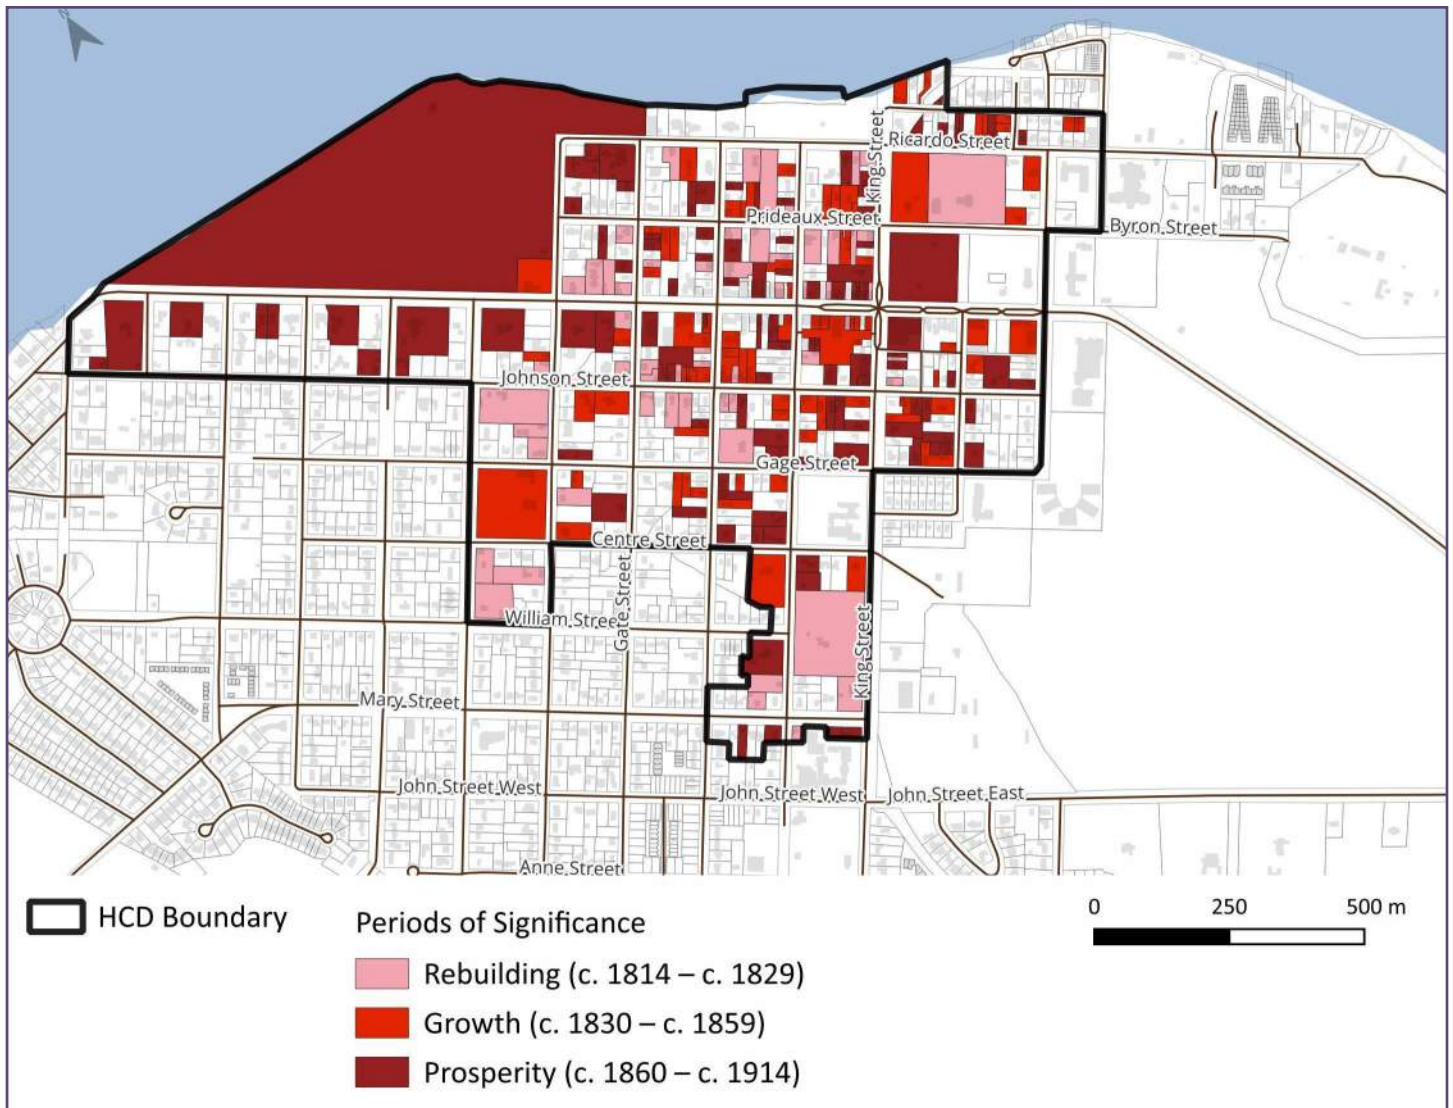 King Street
Ricardo Street
Prideaux Street
Byron Street
Johnson Street
Gage Street
Centre Street
Gate Street
William Stree
King Street
Mary Street
John Street West
John Street West
John Street East
Anne Street
HCD Boundary
Periods of Significance
Rebuilding (c. 1814 – c. 1829)
Growth (c. 1830 – c. 1859)
Prosperity (c. 1860 – c. 1914)
0 250 500 m